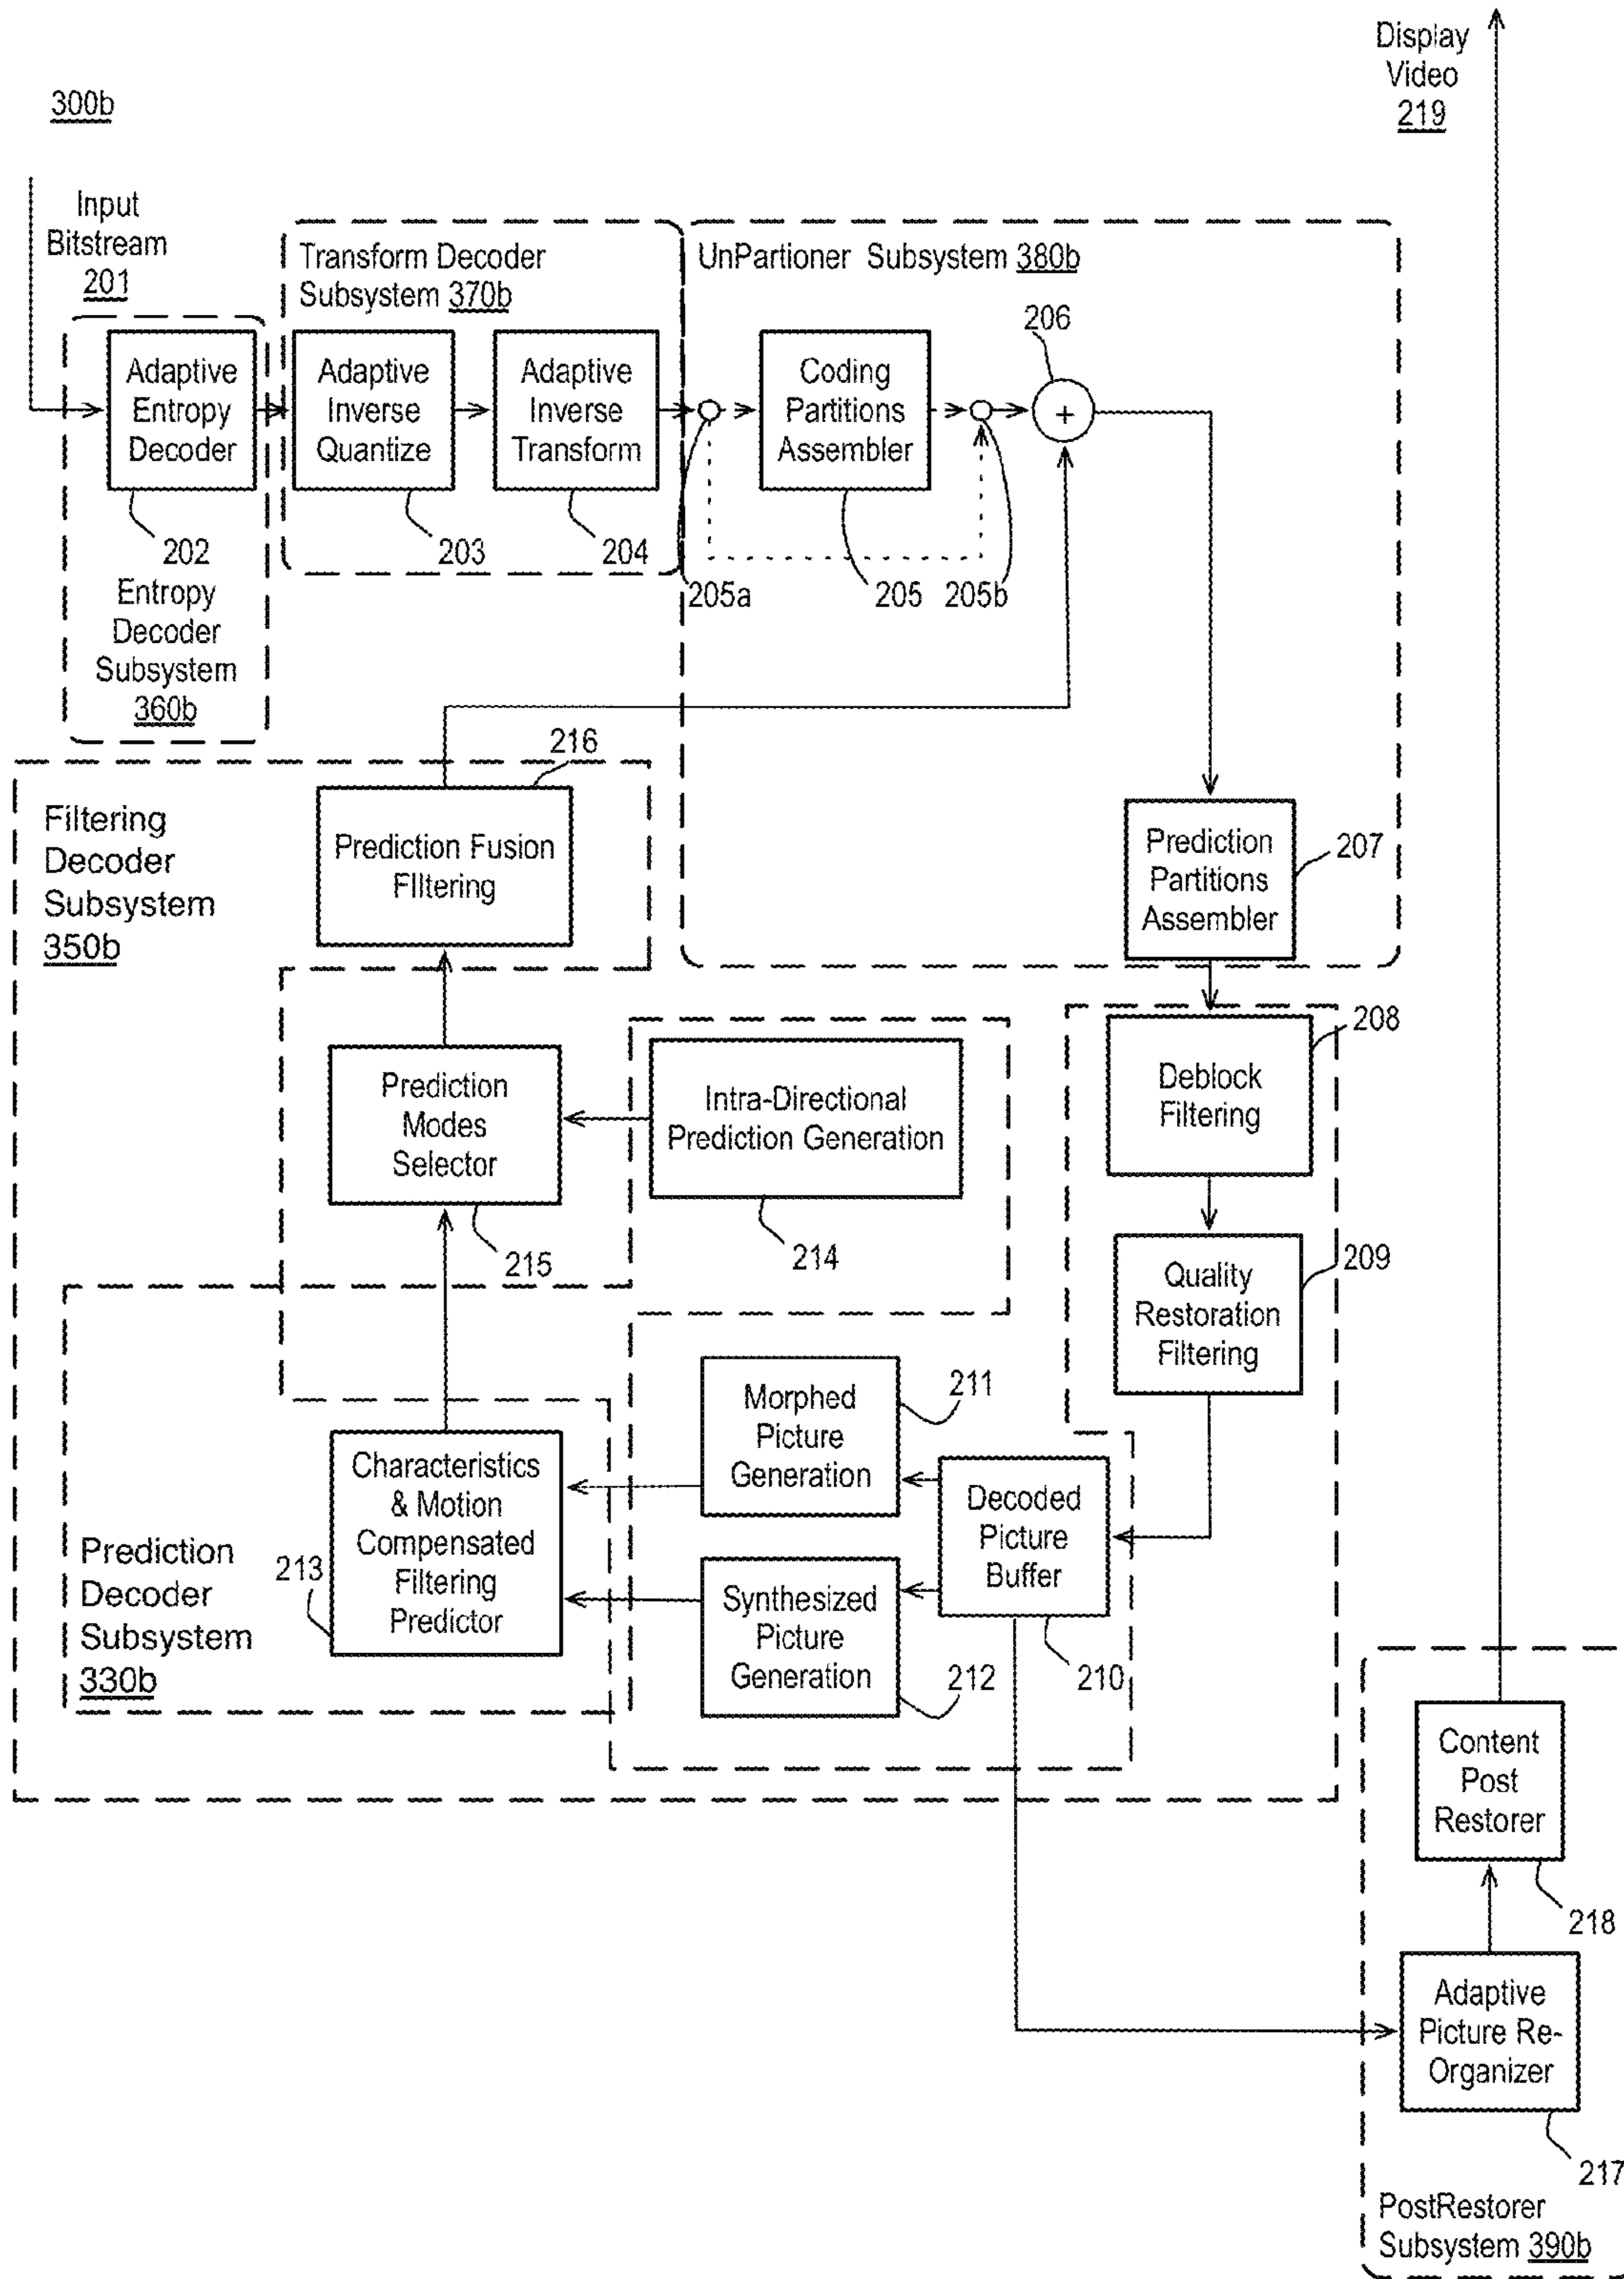 300b
Display
Video
219
Input
Bitstream
201
Transform Decoder
Subsystem 370b
UnPartioner Subsystem 380b
Adaptive
Entropy
Decoder
202
Entropy
Decoder
Subsystem
360b
Adaptive
Inverse
Quantize
203
Adaptive
Inverse
Transform
204
205a
Coding
Partitions
Assembler
205
205b
206
+
Filtering
Decoder
Subsystem
350b
216
Prediction Fusion
FIltering
Prediction
Partitions
Assembler
207
Prediction
Modes
Selector
215
Intra-Directional
Prediction Generation
214
Deblock
Filtering
208
Quality
Restoration
Filtering
209
Morphed
Picture
Generation
211
Characteristics
& Motion
Compensated
Filtering
Predictor
213
Prediction
Decoder
Subsystem
330b
Synthesized
Picture
Generation
212
Decoded
Picture
Buffer
210
Content
Post
Restorer
218
Adaptive
Picture Re-
Organizer
217
PostRestorer
Subsystem 390b